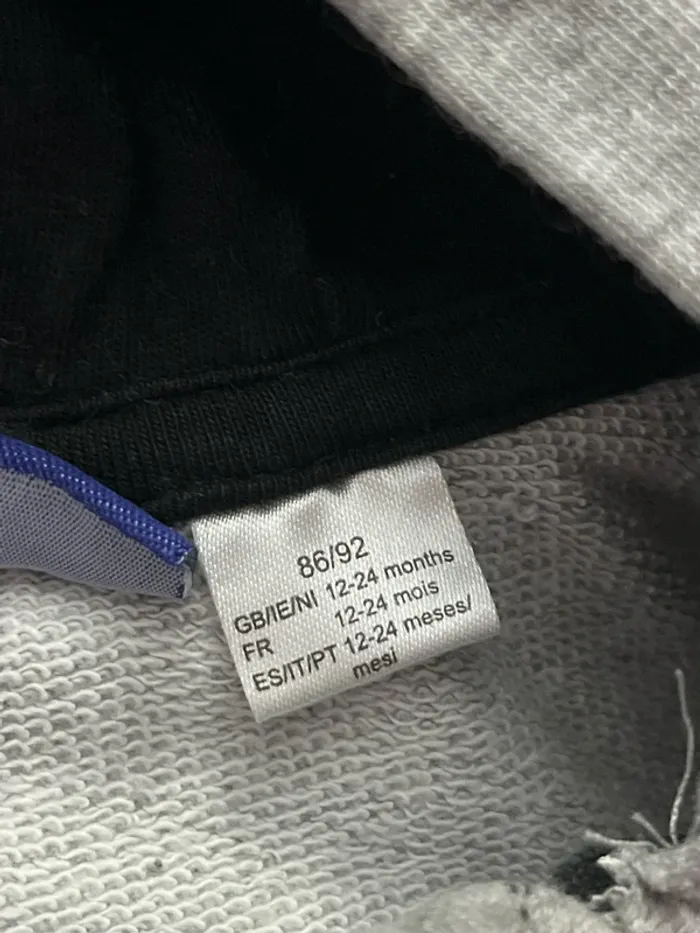 86/92
GB/IE/NI 12-24 months
FR 12-24 mois
ES/IT/PT 12-24 meses/
mesi